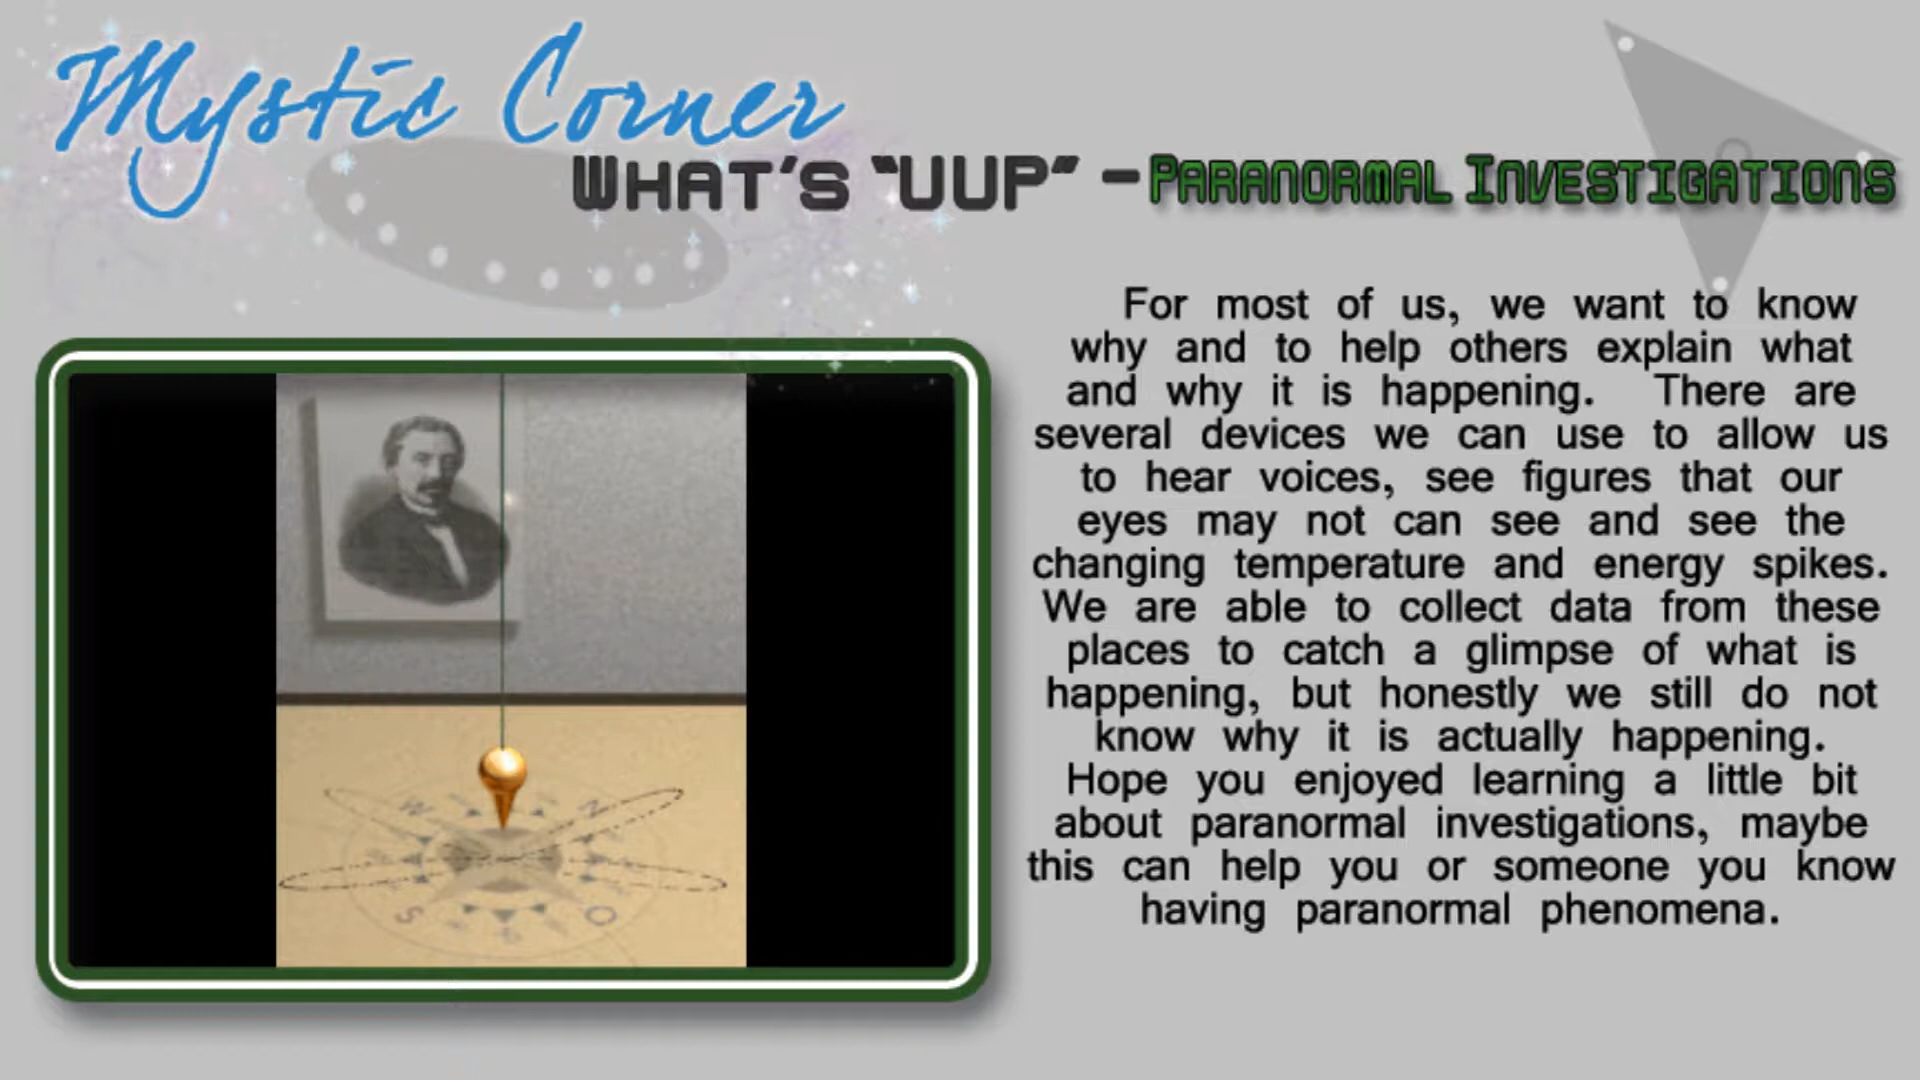 Mystic Corner
What's "UUP" - Paranormal Investigations
For most of us, we want to know
why and to help others explain what
and why it is happening. There are
several devices we can use to allow us
to hear voices, see figures that our
eyes may not can see and see the
changing temperature and energy spikes.
We are able to collect data from these
places to catch a glimpse of what is
happening, but honestly we still do not
know why it is actually happening.
Hope you enjoyed learning a little bit
about paranormal investigations, maybe
this can help you or someone you know
having paranormal phenomena.
N
S
O